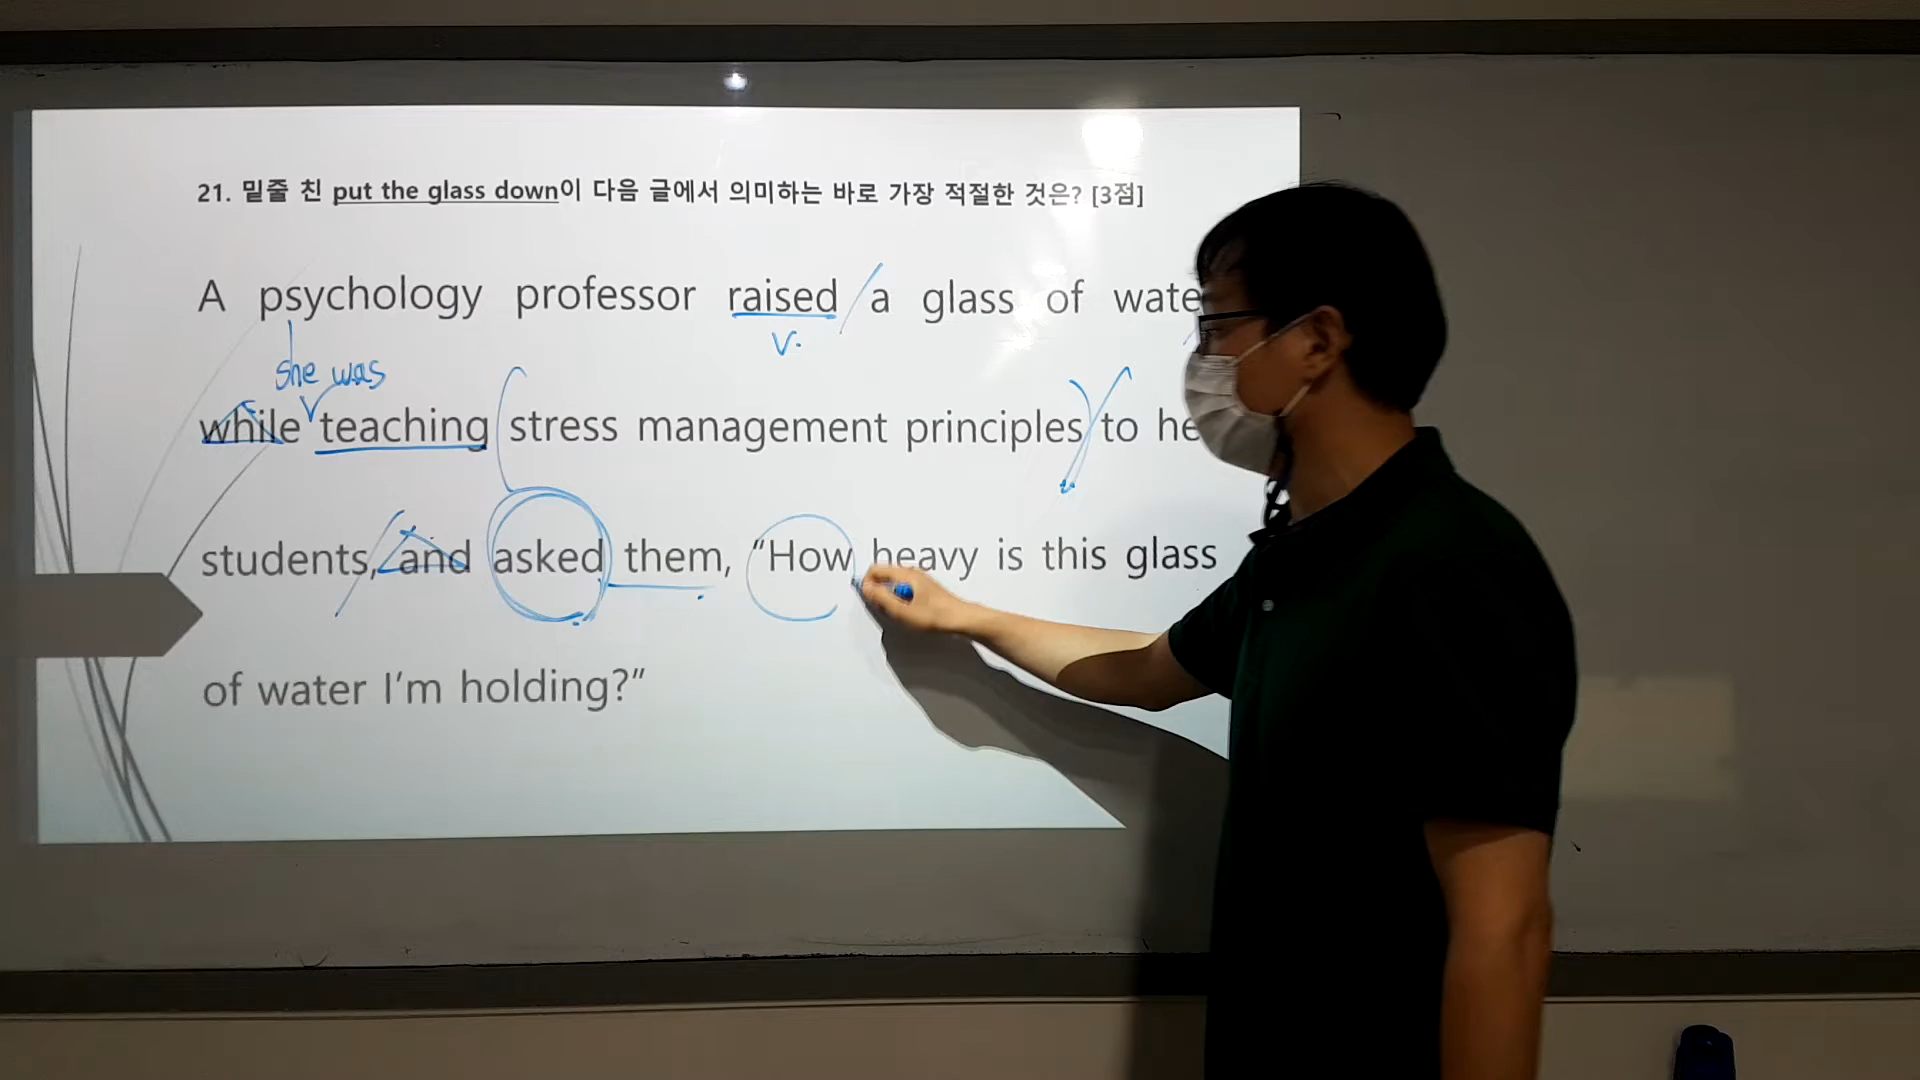 21. 밑줄 친 put the glass down이 다음 글에서 의미하는 바로 가장 적절한 것은? [3점]
A psychology professor raised a glass of
v.
she was
while teaching stress management principles to
students, and asked them, “How heavy is this glass
of water I’m holding?”